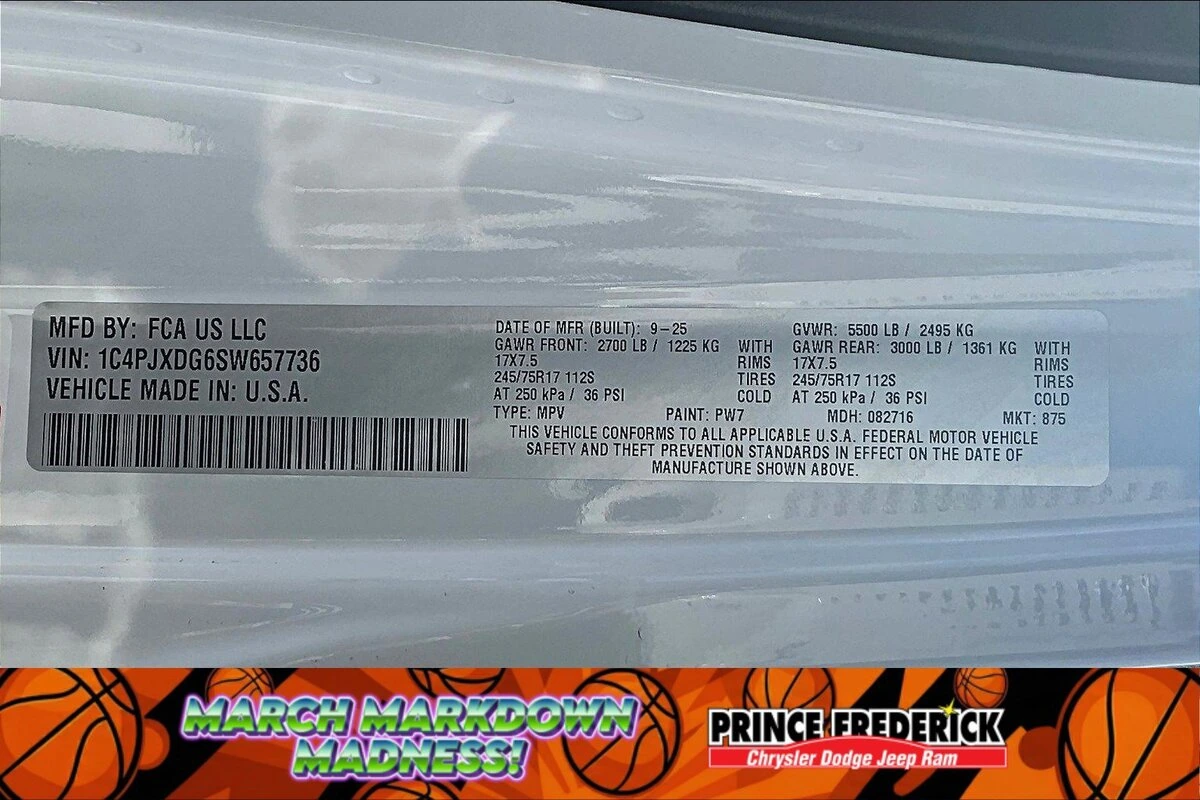 MFD BY: FCA US LLC
VIN: 1C4PJXDG6SW657736
VEHICLE MADE IN: U.S.A.
DATE OF MFR (BUILT): 9-25
GVWR: 5500 LB / 2495 KG
GAWR FRONT: 2700 LB / 1225 KG WITH
GAWR REAR: 3000 LB / 1361 KG WITH
17X7.5 RIMS
17X7.5 RIMS
245/75R17 112S TIRES
245/75R17 112S TIRES
AT 250 kPa / 36 PSI COLD
AT 250 kPa / 36 PSI COLD
TYPE: MPV PAINT: PW7 MDH: 082716 MKT: 875
THIS VEHICLE CONFORMS TO ALL APPLICABLE U.S.A. FEDERAL MOTOR VEHICLE
SAFETY AND THEFT PREVENTION STANDARDS IN EFFECT ON THE DATE OF
MANUFACTURE SHOWN ABOVE.
MARCH MARKDOWN
MADNESS!
PRINCE FREDERICK
Chrysler Dodge Jeep Ram